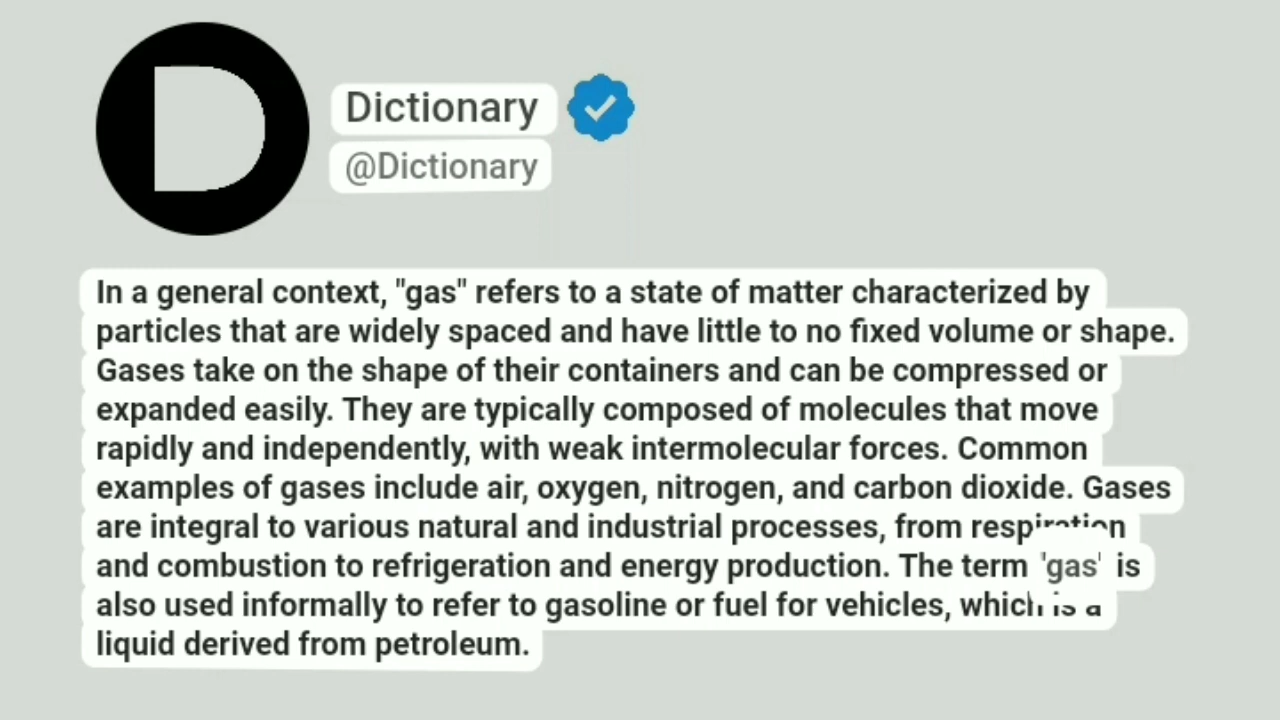 Dictionary
@Dictionary
In a general context, "gas" refers to a state of matter characterized by
particles that are widely spaced and have little to no fixed volume or shape.
Gases take on the shape of their containers and can be compressed or
expanded easily. They are typically composed of molecules that move
rapidly and independently, with weak intermolecular forces. Common
examples of gases include air, oxygen, nitrogen, and carbon dioxide. Gases
are integral to various natural and industrial processes, from respiration
and combustion to refrigeration and energy production. The term 'gas' is
also used informally to refer to gasoline or fuel for vehicles, which is a
liquid derived from petroleum.